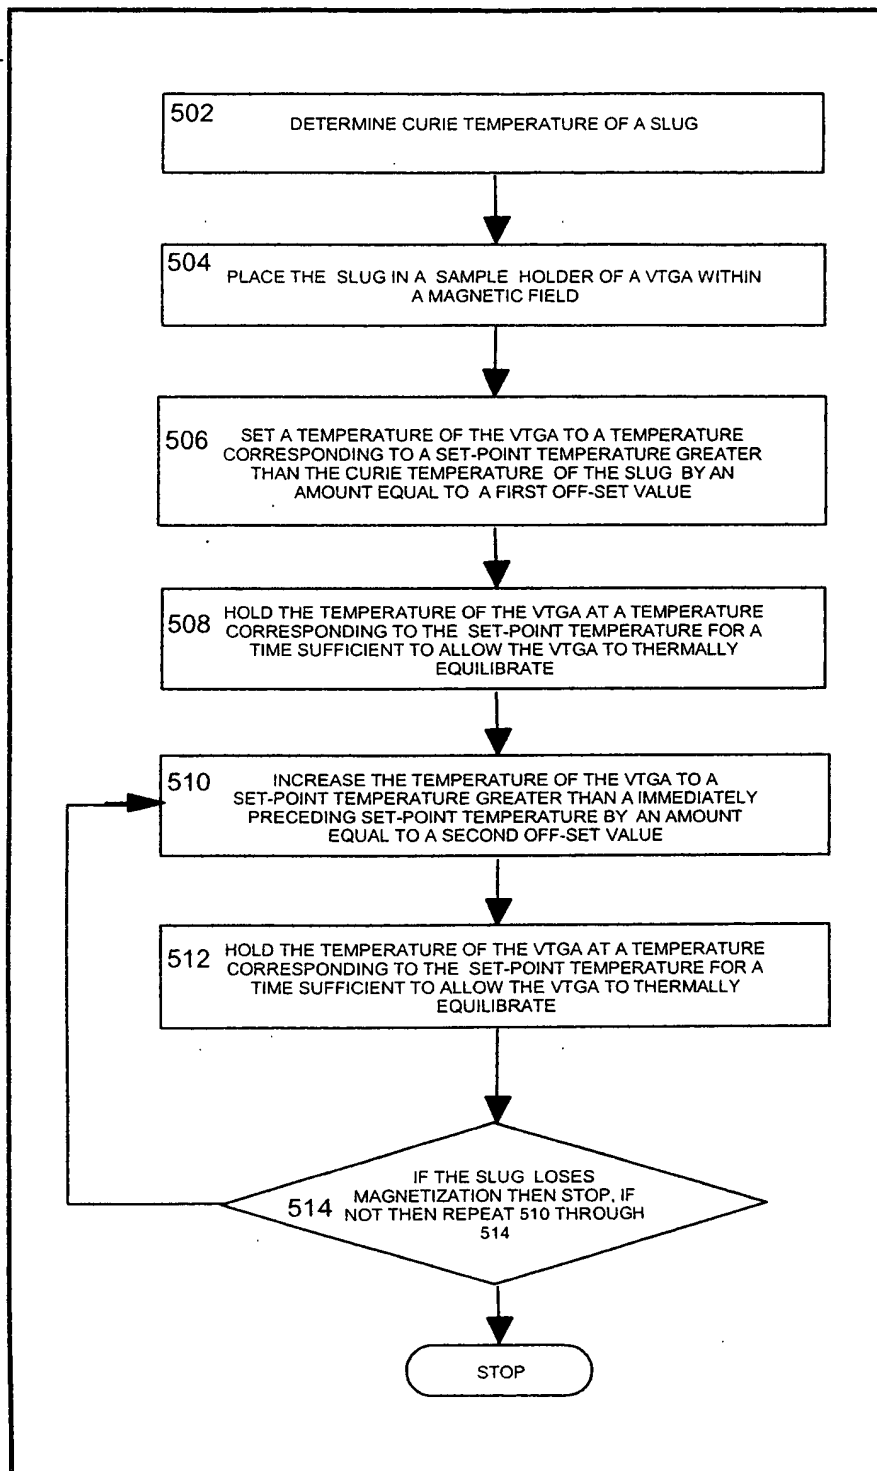 502
DETERMINE CURIE TEMPERATURE OF A SLUG
504
PLACE THE SLUG IN A SAMPLE HOLDER OF A VTGA WITHIN
A MAGNETIC FIELD
506
SET A TEMPERATURE OF THE VTGA TO A TEMPERATURE
CORRESPONDING TO A SET-POINT TEMPERATURE GREATER
THAN THE CURIE TEMPERATURE OF THE SLUG BY AN
AMOUNT EQUAL TO A FIRST OFF-SET VALUE
508
HOLD THE TEMPERATURE OF THE VTGA AT A TEMPERATURE
CORRESPONDING TO THE SET-POINT TEMPERATURE FOR A
TIME SUFFICIENT TO ALLOW THE VTGA TO THERMALLY
EQUILIBRATE
510
INCREASE THE TEMPERATURE OF THE VTGA TO A
SET-POINT TEMPERATURE GREATER THAN A IMMEDIATELY
PRECEDING SET-POINT TEMPERATURE BY AN AMOUNT
EQUAL TO A SECOND OFF-SET VALUE
512
HOLD THE TEMPERATURE OF THE VTGA AT A TEMPERATURE
CORRESPONDING TO THE SET-POINT TEMPERATURE FOR A
TIME SUFFICIENT TO ALLOW THE VTGA TO THERMALLY
EQUILIBRATE
514
IF THE SLUG LOSES
MAGNETIZATION THEN STOP, IF
NOT THEN REPEAT 510 THROUGH
514
STOP